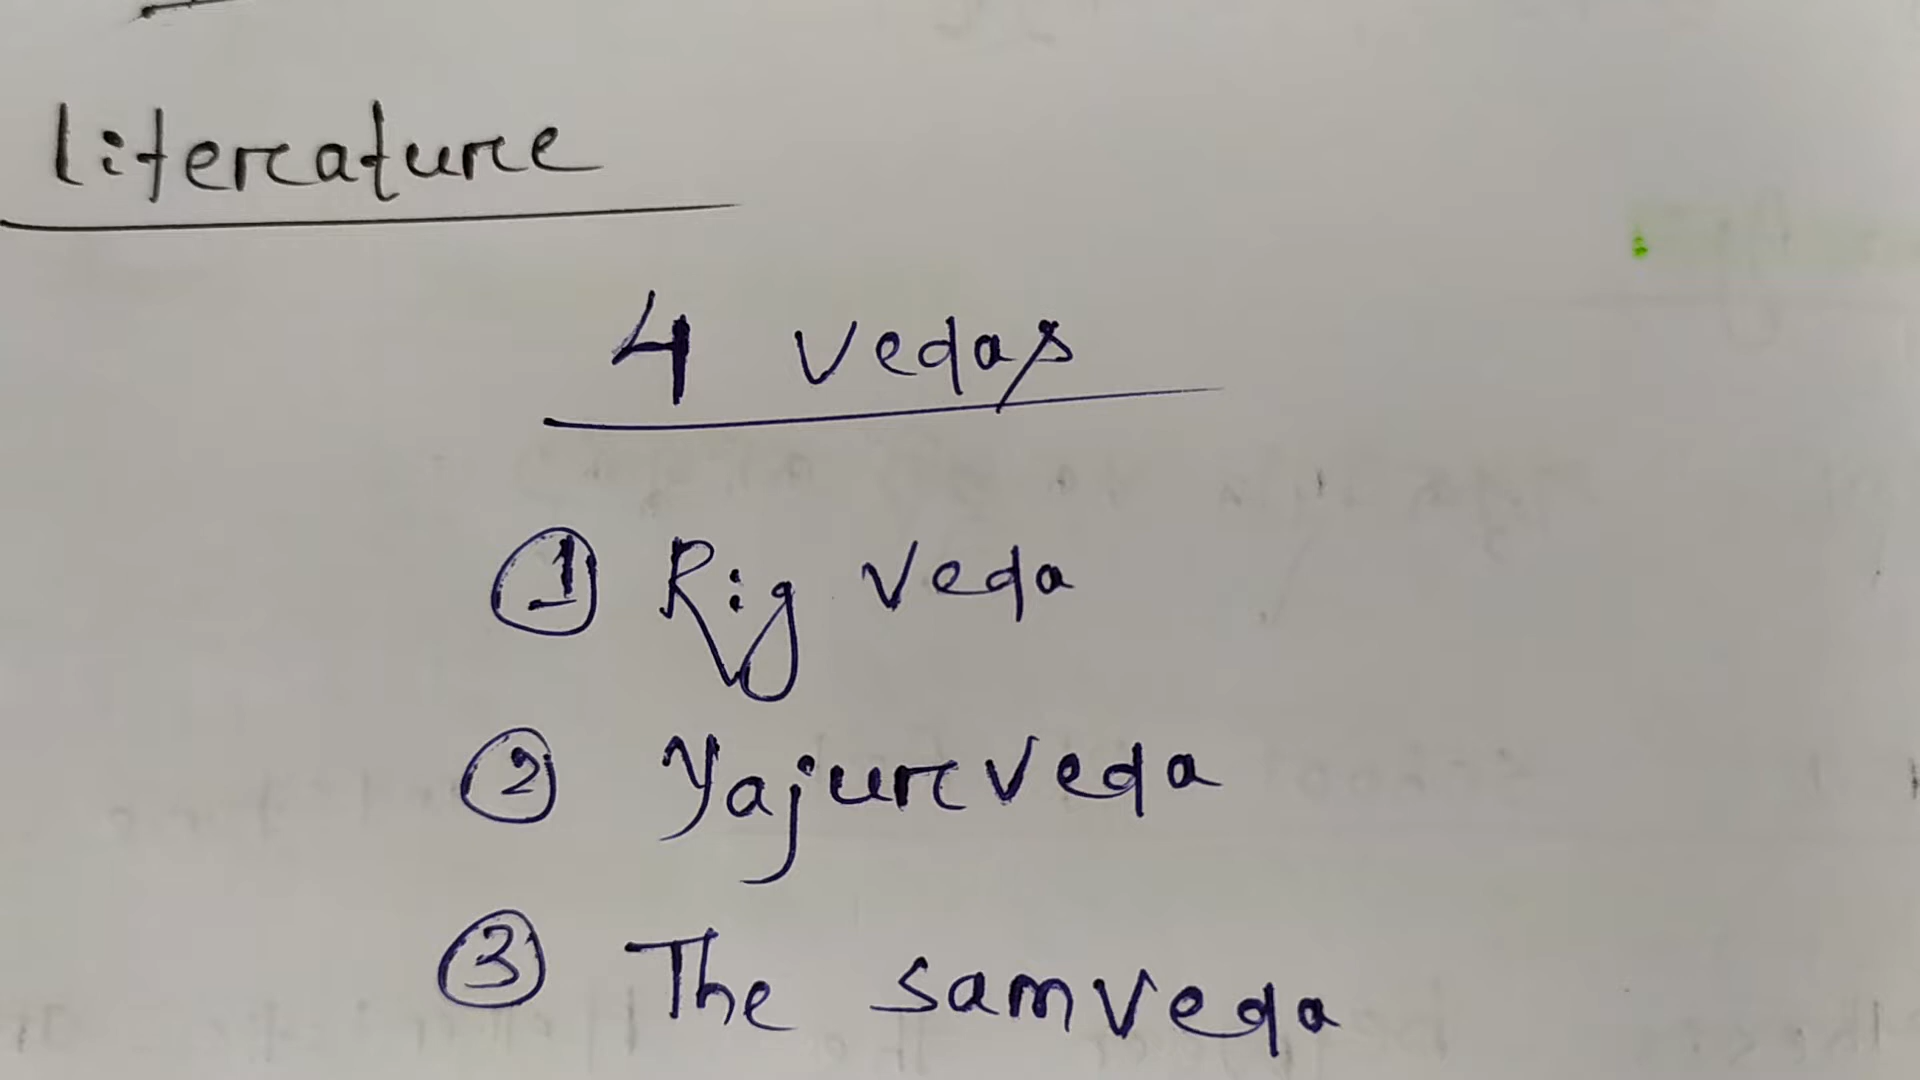 Literature
4 vedas
1 Rig Veda
2 Yajurveda
3 The samveda